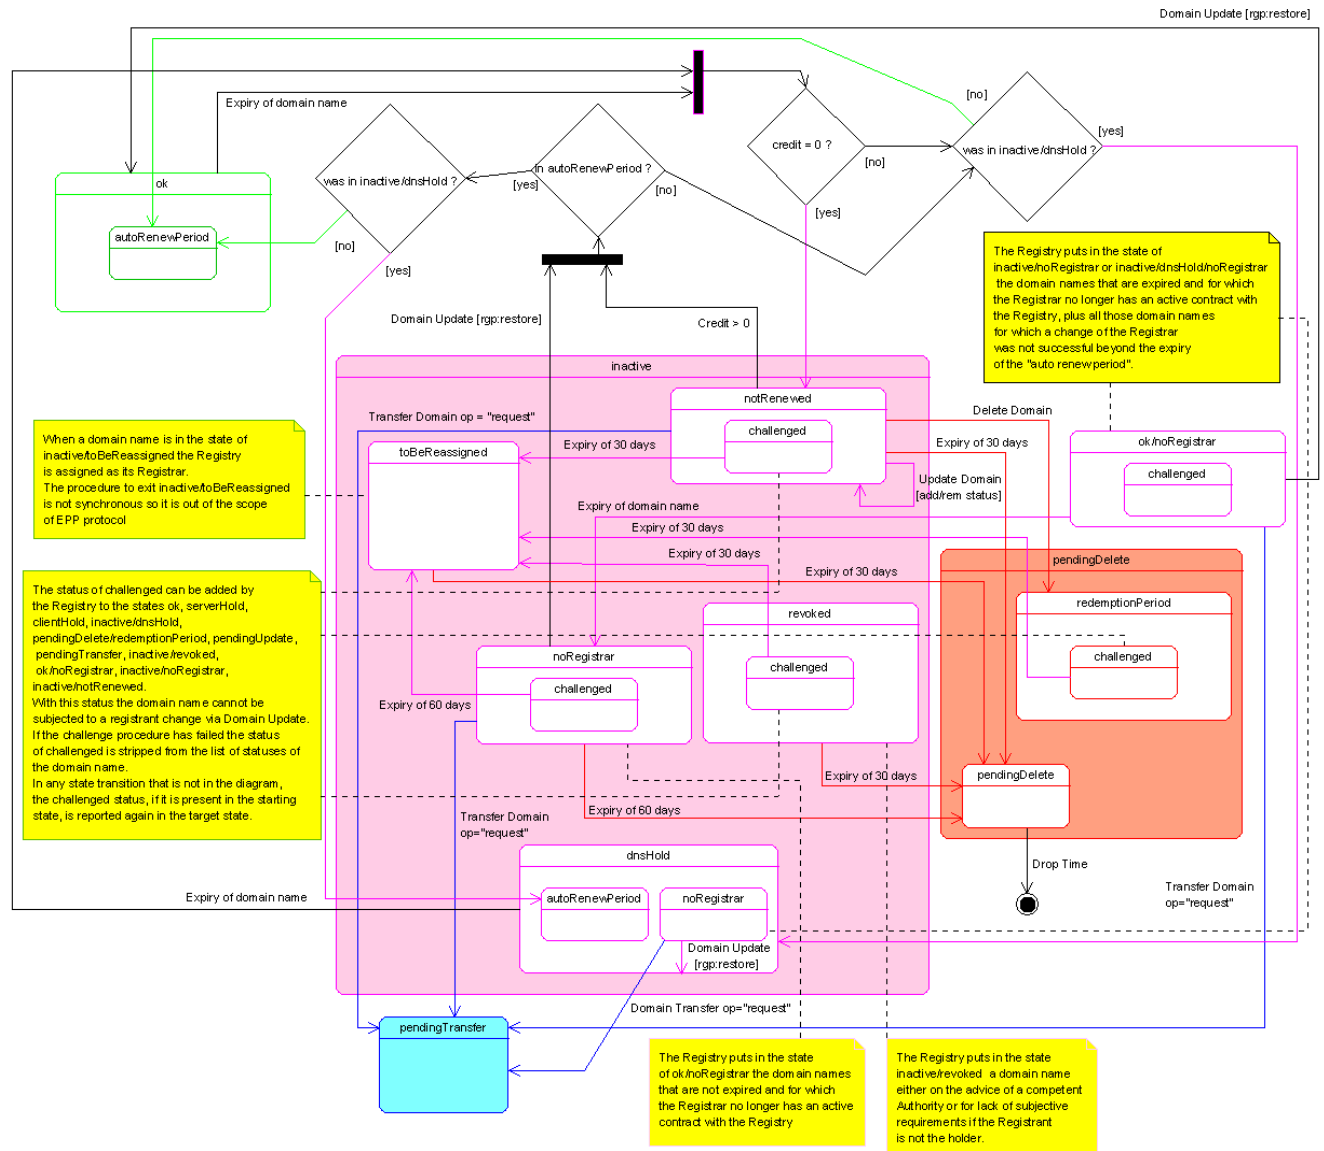 Domain Update [rgp:restore]
Expiry of domain name
[no]
[yes]
credit = 0 ?
[no]
[yes]
was in inactive/dnsHold ?
in autoRenewPeriod ?
[yes]
[no]
was in inactive/dnsHold ?
[no]
[yes]
ok
autoRenewPeriod
The Registry puts in the state of
inactive/noRegistrar or inactive/dnsHold/noRegistrar
the domain names that are expired and for which
the Registrar no longer has an active contract with
the Registry, plus all those domain names
for which a change of the Registrar
was not successful beyond the expiry
of the "auto renew period".
Domain Update [rgp:restore]
Credit > 0
inactive
notRenewed
challenged
Transfer Domain op = "request"
Expiry of 30 days
toBeReassigned
Delete Domain
Expiry of 30 days
Update Domain
[add/rem status]
ok/noRegistrar
challenged
When a domain name is in the state of
inactive/toBeReassigned the Registry
is assigned as its Registrar.
The procedure to exit inactive/toBeReassigned
is not synchronous so it is out of the scope
of EPP protocol
Expiry of domain name
Expiry of 30 days
Expiry of 30 days
Expiry of 30 days
pendingDelete
redemptionPeriod
challenged
The status of challenged can be added by
the Registry to the states ok, serverHold,
clientHold, inactive/dnsHold,
pendingDelete/redemptionPeriod, pendingUpdate,
pendingTransfer, inactive/revoked,
ok/noRegistrar, inactive/noRegistrar,
inactive/notRenewed.
With this status the domain name cannot be
subjected to a registrant change via Domain Update.
If the challenge procedure has failed the status
of challenged is stripped from the list of statuses of
the domain name.
In any state transition that is not in the diagram,
the challenged status, if it is present in the starting
state, is reported again in the target state.
revoked
challenged
noRegistrar
challenged
Expiry of 60 days
Expiry of 30 days
pendingDelete
Expiry of 60 days
Transfer Domain
op="request"
Drop Time
dnsHold
autoRenewPeriod
noRegistrar
Expiry of domain name
Domain Update
[rgp:restore]
Transfer Domain
op="request"
Domain Transfer op="request"
pendingTransfer
The Registry puts in the state
of ok/noRegistrar the domain names
that are not expired and for which
the Registrar no longer has an active
contract with the Registry
The Registry puts in the state
inactive/revoked a domain name
either on the advice of a competent
Authority or for lack of subjective
requirements if the Registrant
is not the holder.